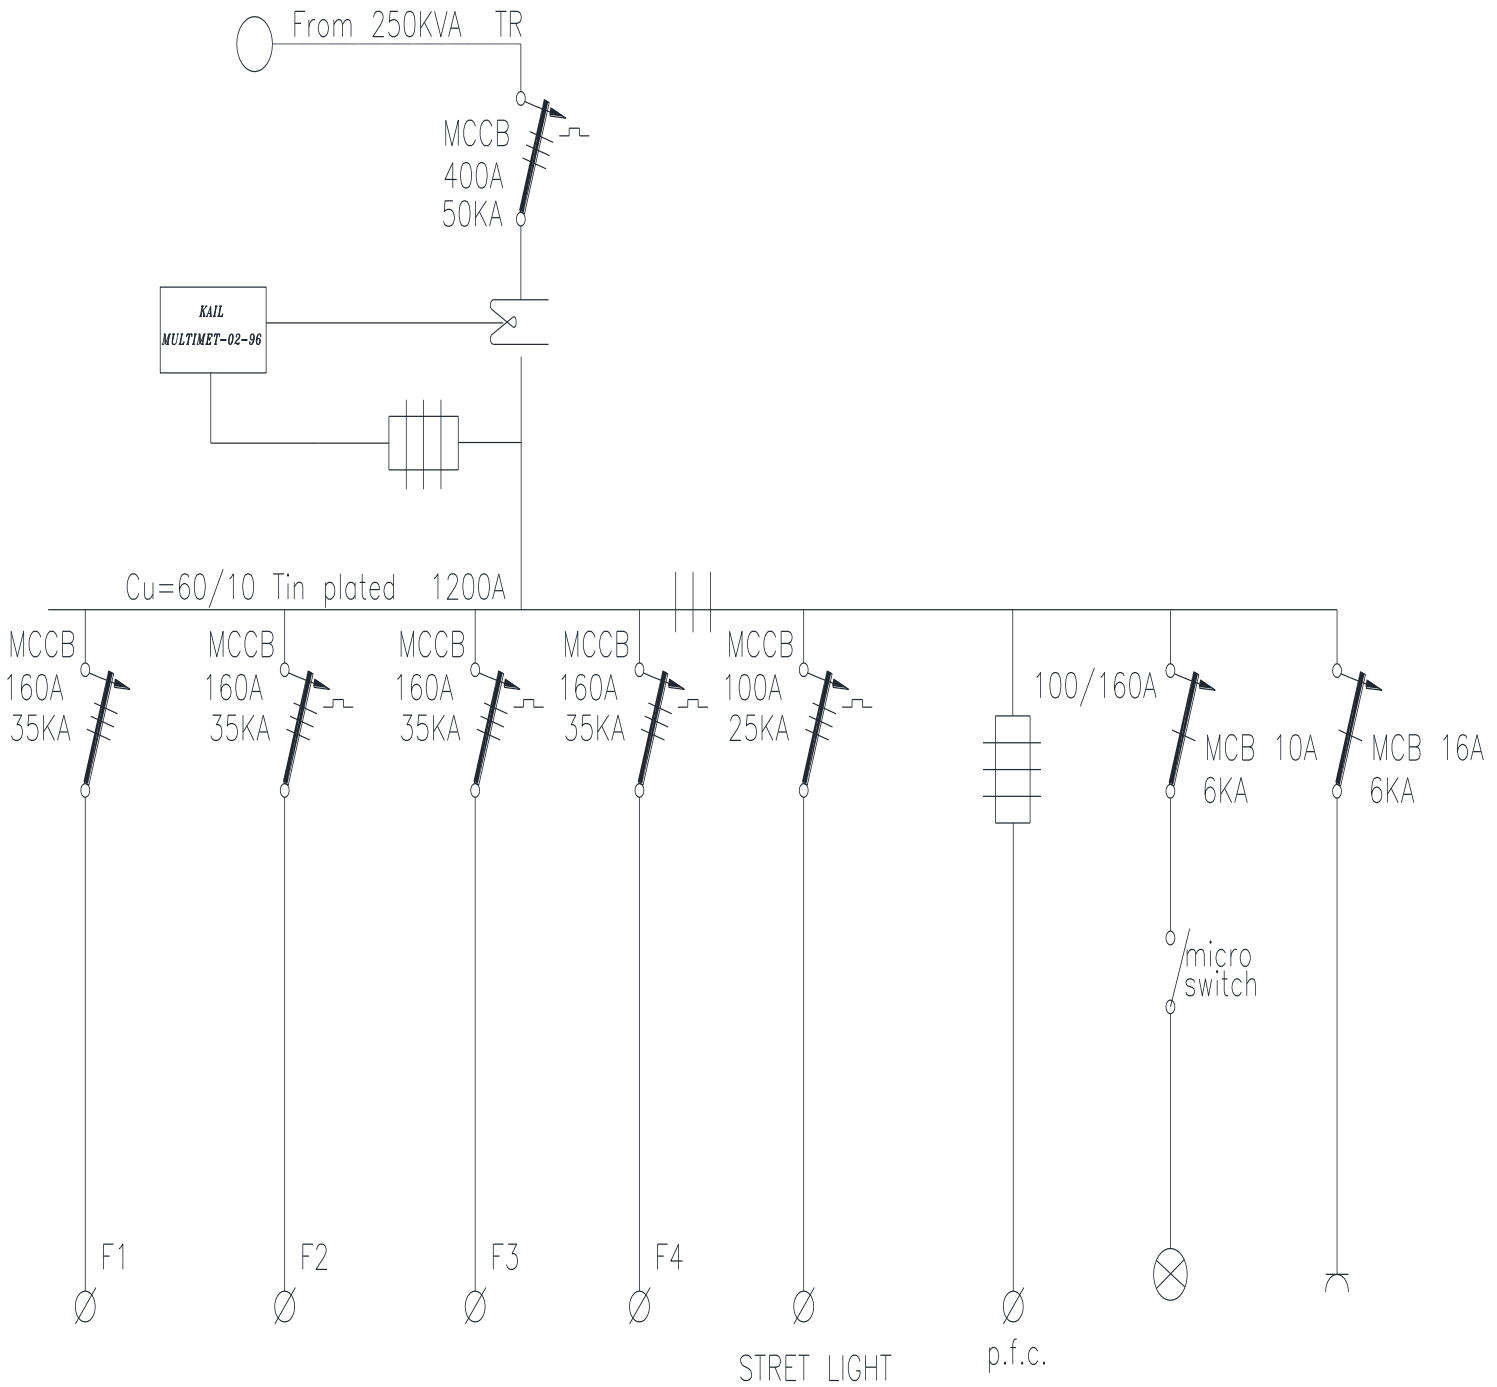 From 250KVA TR
MCCB
400A
50KA
KAIL
MULTIMET-02-96
Cu=60/10 Tin plated 1200A
MCCB
160A
35KA
MCCB
160A
35KA
MCCB
160A
35KA
MCCB
160A
35KA
MCCB
100A
25KA
100/160A
MCB 10A
6KA
MCB 16A
6KA
micro
switch
F1
F2
F3
F4
STRET LIGHT
p.f.c.